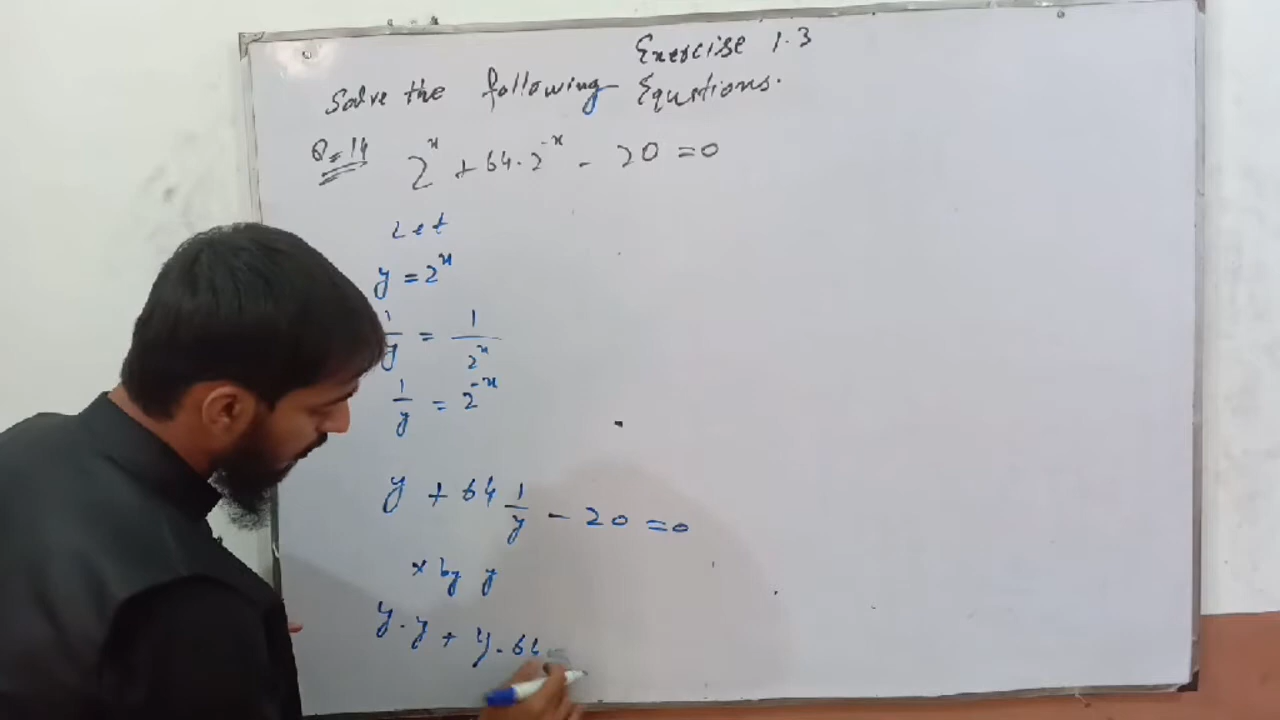 Exercise 1.3
Solve the following Equations.
Q=14 2^x + 64.2^-x - 20 = 0
Let
y = 2^x
1/y = 1/2^x
1/y = 2^-x
y + 64 1/y - 20 = 0
× by y
y.y + y.64